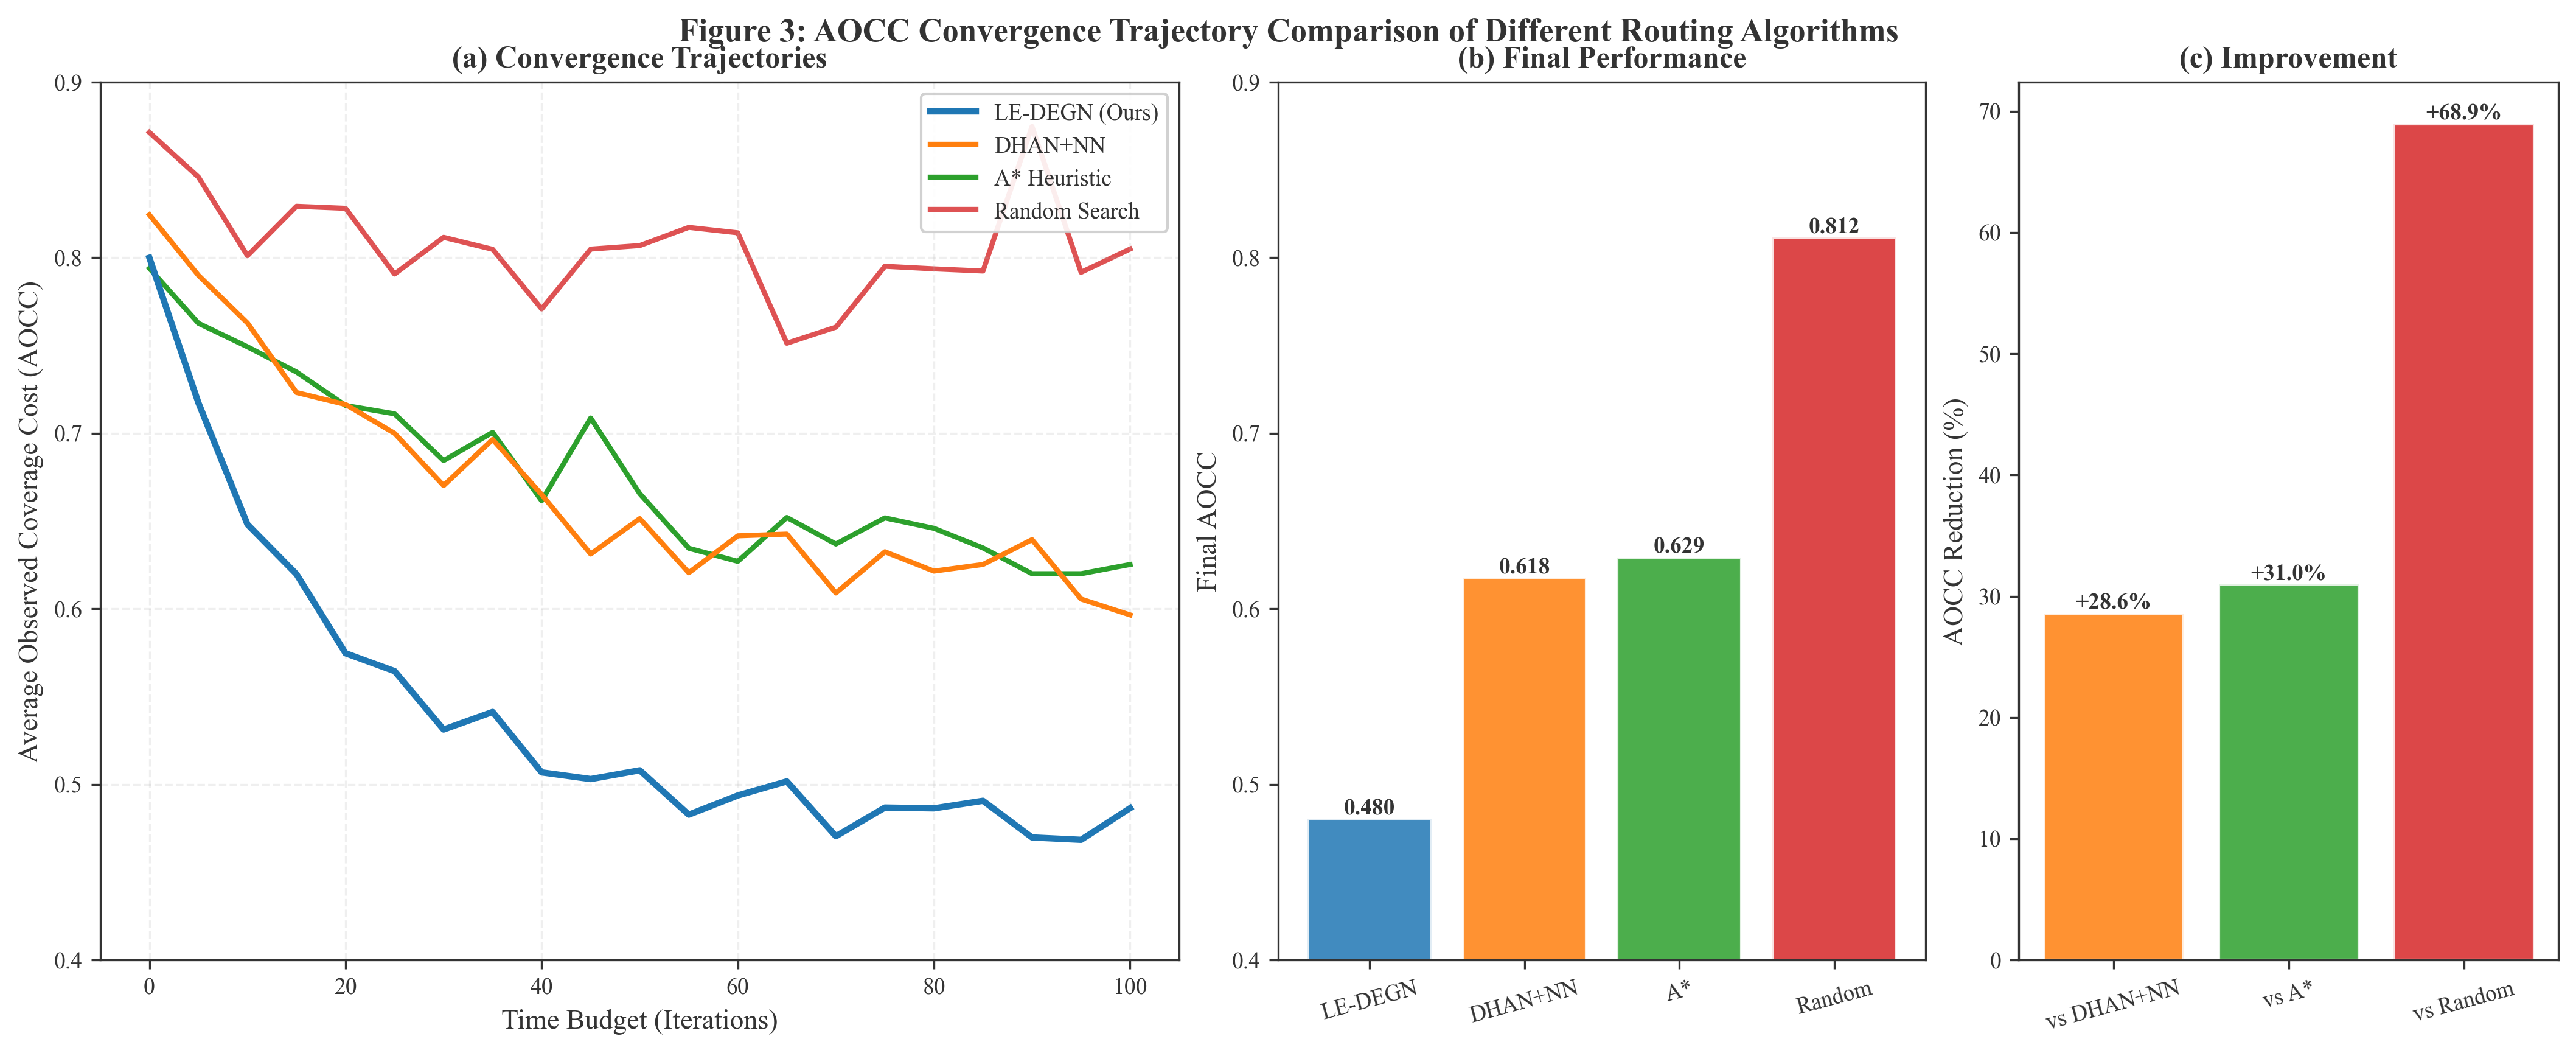 Figure 3: AOCC Convergence Trajectory Comparison of Different Routing Algorithms
(a) Convergence Trajectories
Average Observed Coverage Cost (AOCC)
0.9
0.8
0.7
0.6
0.5
0.4
0 20 40 60 80 100
Time Budget (Iterations)
LE-DEGN (Ours)
DHAN+NN
A* Heuristic
Random Search
(b) Final Performance
Final AOCC
0.9
0.8
0.7
0.6
0.5
0.4
0.480
0.618
0.629
0.812
LE-DEGN DHAN+NN A* Random
(c) Improvement
AOCC Reduction (%)
70
60
50
40
30
20
10
0
+28.6%
+31.0%
+68.9%
vs DHAN+NN vs A* vs Random